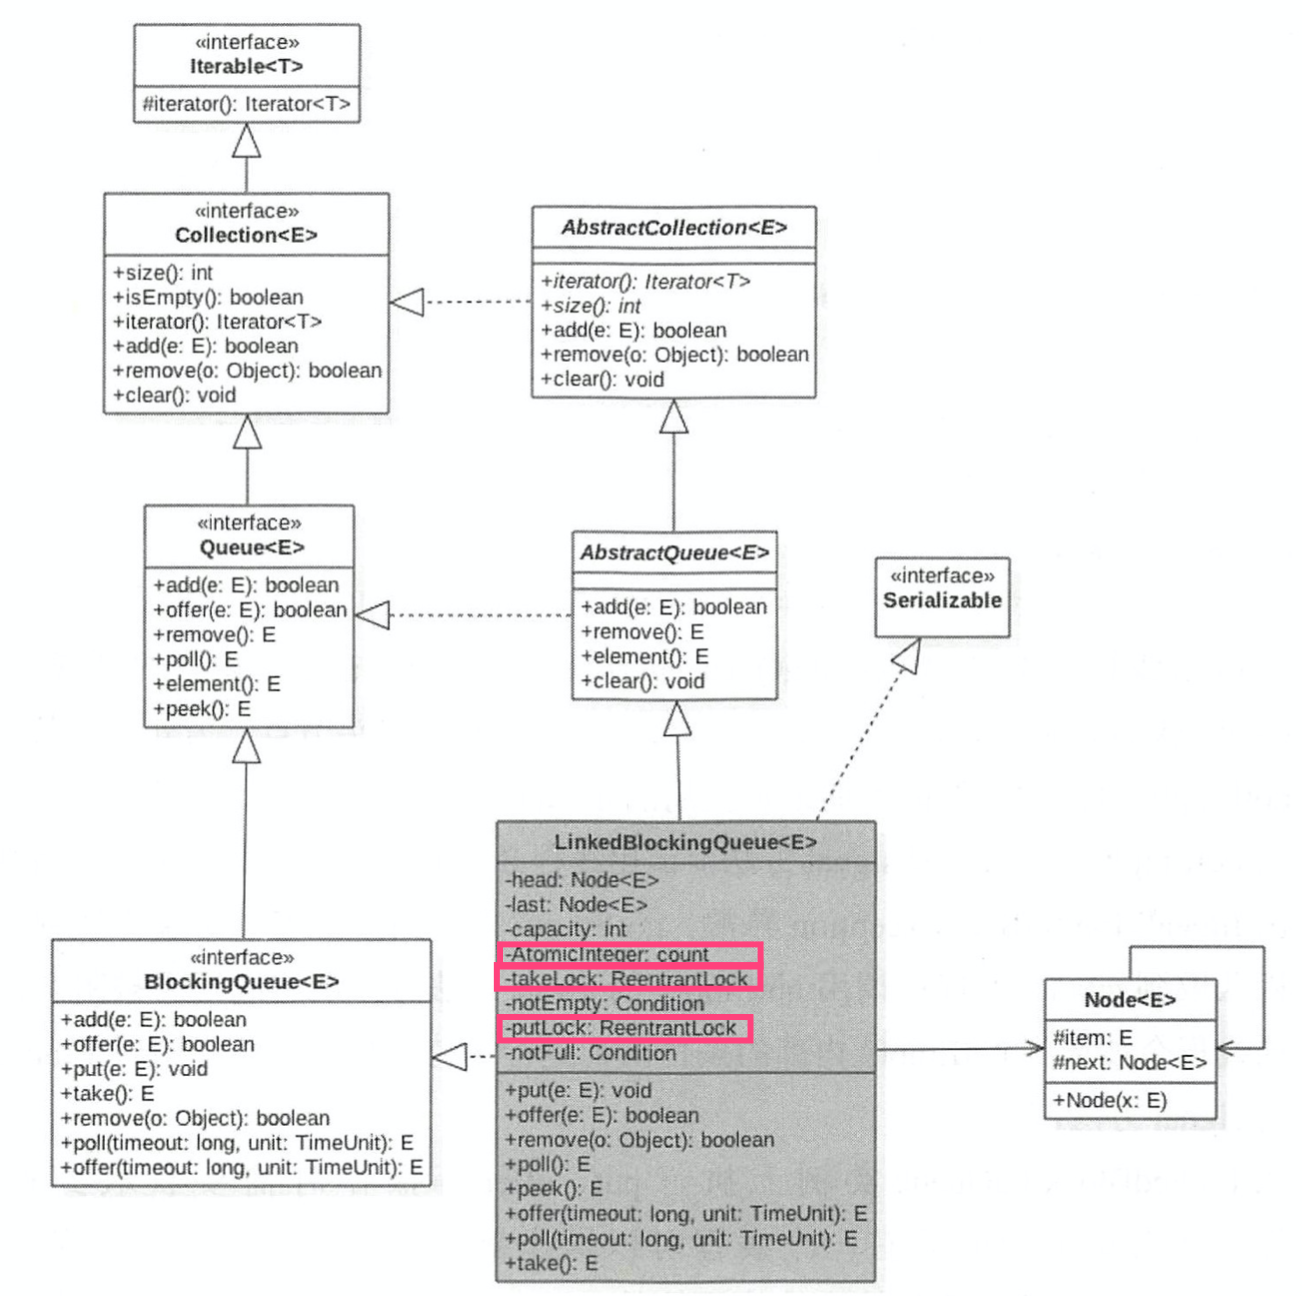 «interface»
Iterable<T>
#iterator(): Iterator<T>
«interface»
Collection<E>
+size(): int
+isEmpty(): boolean
+iterator(): Iterator<T>
+add(e: E): boolean
+remove(o: Object): boolean
+clear(): void
AbstractCollection<E>
+iterator(): Iterator<T>
+size(): int
+add(e: E): boolean
+remove(o: Object): boolean
+clear(): void
«interface»
Queue<E>
+add(e: E): boolean
+offer(e: E): boolean
+remove(): E
+poll(): E
+element(): E
+peek(): E
AbstractQueue<E>
+add(e: E): boolean
+remove(): E
+element(): E
+clear(): void
«interface»
Serializable
«interface»
BlockingQueue<E>
+add(e: E): boolean
+offer(e: E): boolean
+put(e: E): void
+take(): E
+remove(o: Object): boolean
+poll(timeout: long, unit: TimeUnit): E
+offer(timeout: long, unit: TimeUnit): E
LinkedBlockingQueue<E>
-head: Node<E>
-last: Node<E>
-capacity: int
-AtomicInteger: count
-takeLock: ReentrantLock
-notEmpty: Condition
-putLock: ReentrantLock
-notFull: Condition
+put(e: E): void
+offer(e: E): boolean
+remove(o: Object): boolean
+poll(): E
+peek(): E
+offer(timeout: long, unit: TimeUnit): E
+poll(timeout: long, unit: TimeUnit): E
+take(): E
Node<E>
#item: E
#next: Node<E>
+Node(x: E)